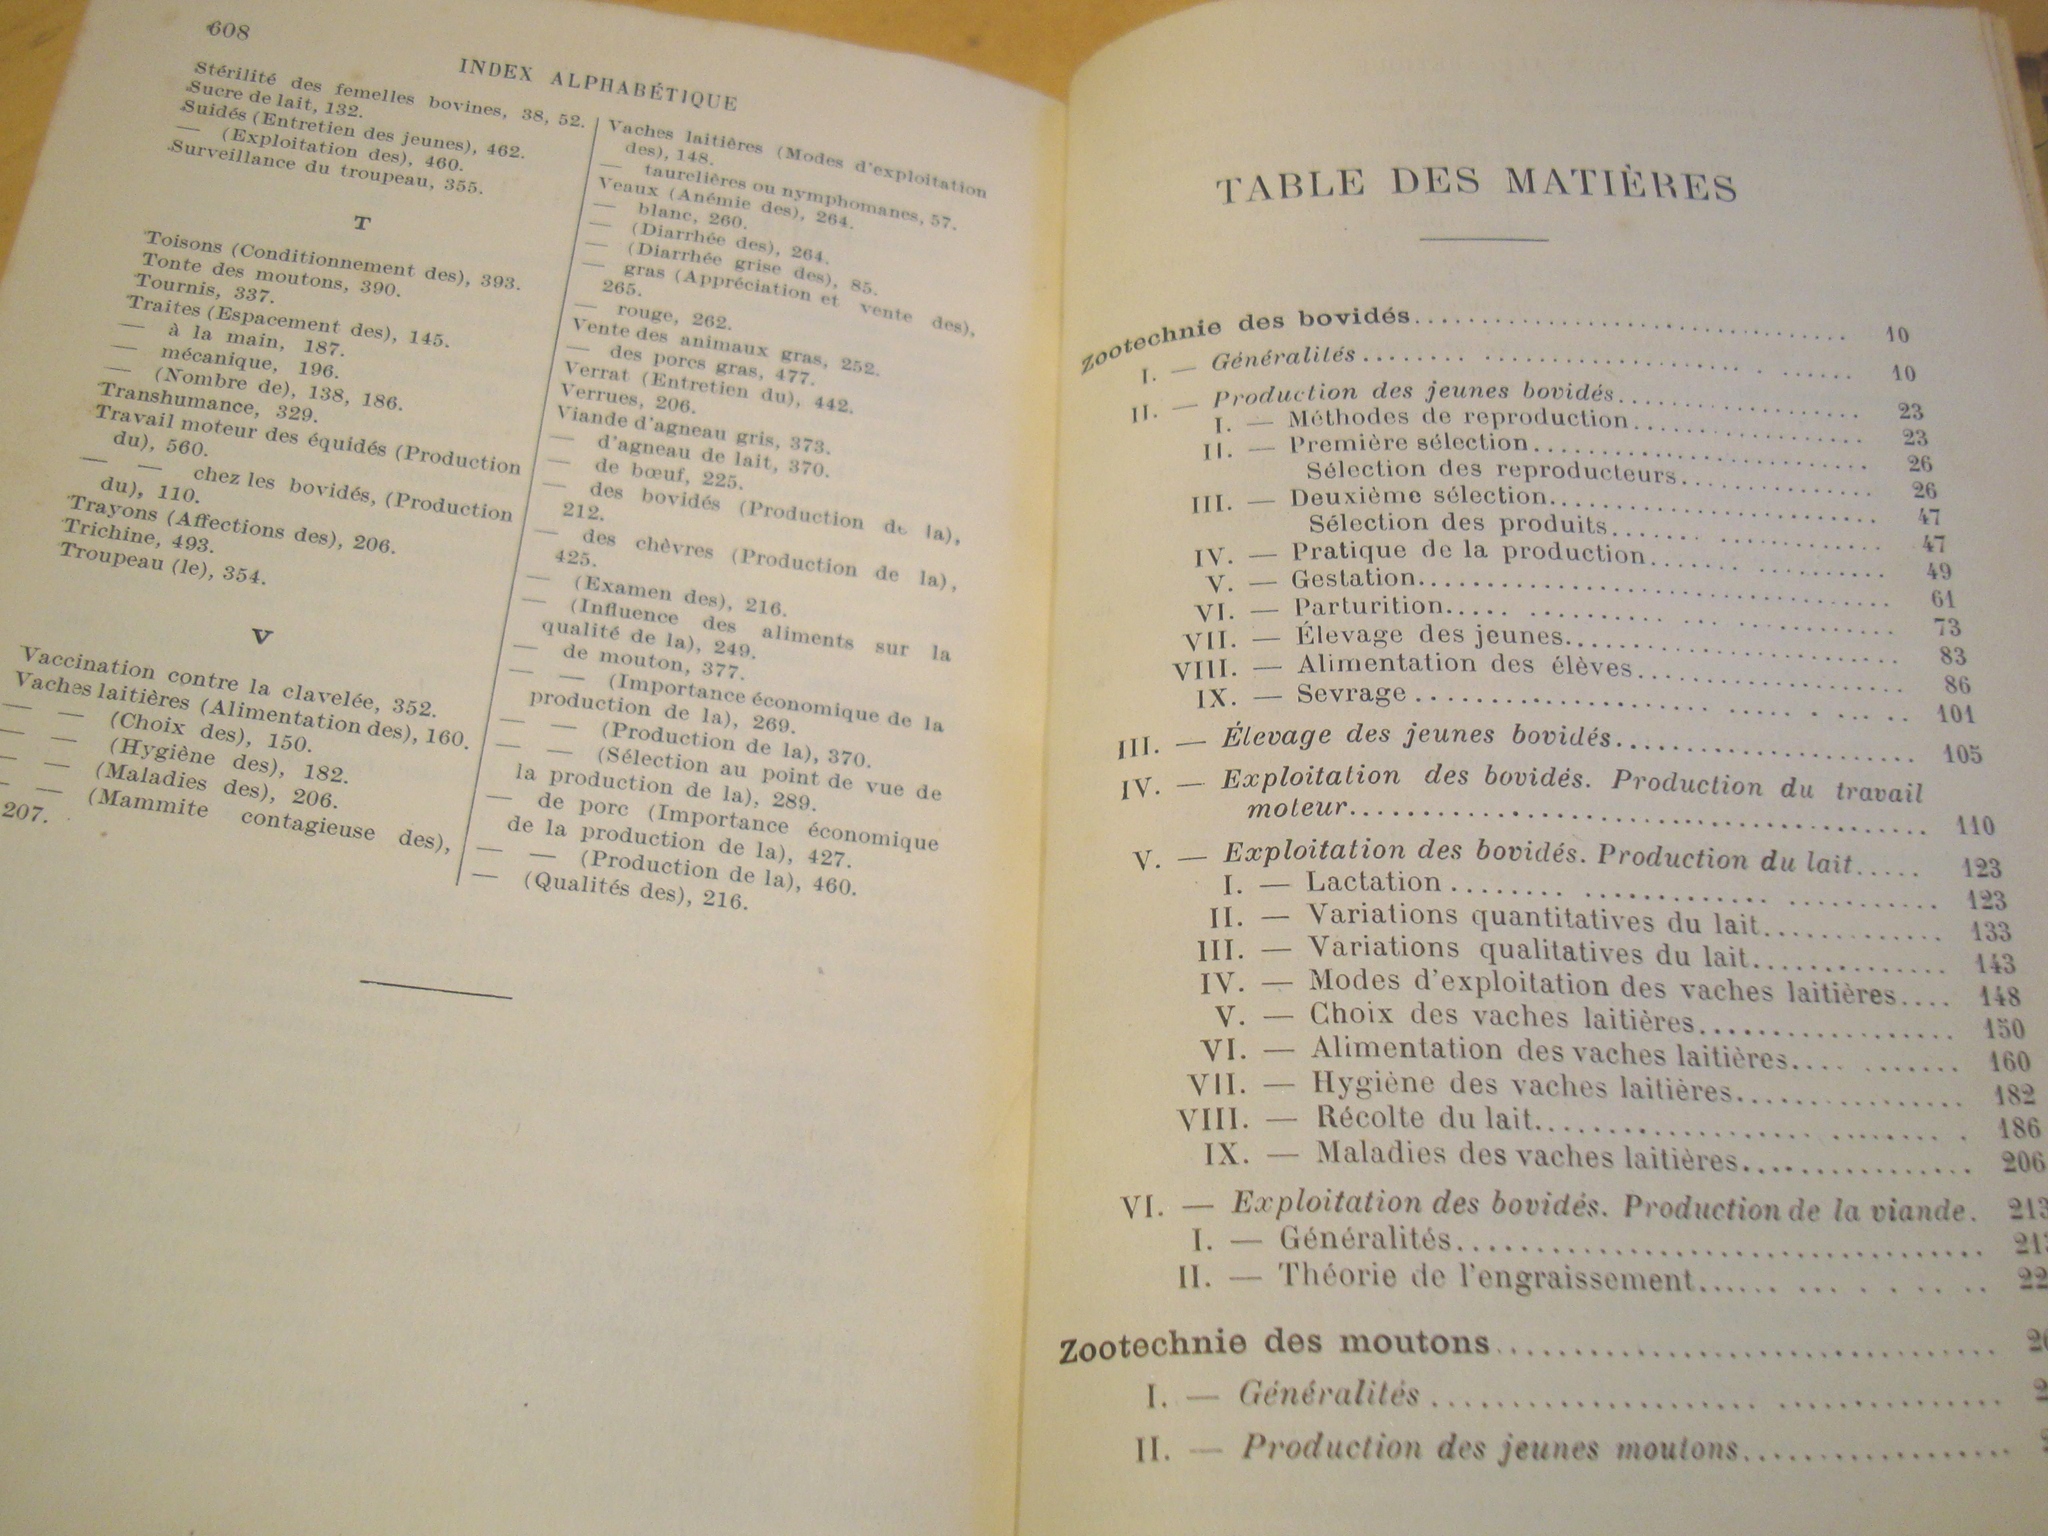 608
INDEX ALPHABÉTIQUE
Stérilité des femelles bovines, 38, 52.
Sucre de lait, 132.
Suidés (Entretien des jeunes), 462.
— (Exploitation des), 460.
Surveillance du troupeau, 355.
T
Toisons (Conditionnement des), 393.
Tonte des moutons, 390.
Tournis, 337.
Traites (Espacement des), 145.
— à la main, 187.
— mécanique, 196.
— (Nombre de), 138, 186.
Transhumance, 329.
Travail moteur des équidés (Production
du), 560.
— — chez les bovidés, (Production
du), 110.
Trayons (Affections des), 206.
Trichine, 493.
Troupeau (le), 354.
V
Vaccination contre la clavelée, 352.
Vaches laitières (Alimentation des), 160.
— — (Choix des), 150.
— — (Hygiène des), 182.
— — (Maladies des), 206.
— — (Mammite contagieuse des),
207.
Vaches laitières (Modes d'exploitation
des), 148.
— taurelières ou nymphomanes, 57.
Veaux (Anémie des), 264.
— blanc, 260.
— (Diarrhée des), 264.
— (Diarrhée grise des), 85.
— gras (Appréciation et vente des),
265.
— rouge, 262.
Vente des animaux gras, 252.
— des porcs gras, 477.
Verrat (Entretien du), 442.
Verrues, 206.
Viande d'agneau gris, 373.
— d'agneau de lait, 370.
— de bœuf, 225.
— des bovidés (Production de la),
212.
— des chèvres (Production de la),
425.
— (Examen des), 216.
— (Influence des aliments sur la
qualité de la), 249.
— de mouton, 377.
— — (Importance économique de la
production de la), 269.
— — (Production de la), 370.
— — (Sélection au point de vue de
la production de la), 289.
— de porc (Importance économique
de la production de la), 427.
— — (Production de la), 460.
— (Qualités des), 216.
TABLE DES MATIÈRES
Zootechnie des bovidés.................... 10
I. — Généralités.................... 10
II. — Production des jeunes bovidés.................... 23
I. — Méthodes de reproduction.................... 23
II. — Première sélection.................... 26
Sélection des reproducteurs.................... 26
III. — Deuxième sélection.................... 47
Sélection des produits.................... 47
IV. — Pratique de la production.................... 49
V. — Gestation.................... 61
VI. — Parturition.................... 73
VII. — Élevage des jeunes.................... 83
VIII. — Alimentation des élèves.................... 86
IX. — Sevrage.................... 101
III. — Élevage des jeunes bovidés.................... 105
IV. — Exploitation des bovidés. Production du travail
moteur.................... 110
V. — Exploitation des bovidés. Production du lait..... 123
I. — Lactation.................... 123
II. — Variations quantitatives du lait............. 133
III. — Variations qualitatives du lait.............. 143
IV. — Modes d'exploitation des vaches laitières.... 148
V. — Choix des vaches laitières.................. 150
VI. — Alimentation des vaches laitières........... 160
VII. — Hygiène des vaches laitières................ 182
VIII. — Récolte du lait.................... 186
IX. — Maladies des vaches laitières................ 206
VI. — Exploitation des bovidés. Production de la viande. 213
I. — Généralités....................
II. — Théorie de l'engraissement....................
Zootechnie des moutons....................
I. — Généralités....................
II. — Production des jeunes moutons....................